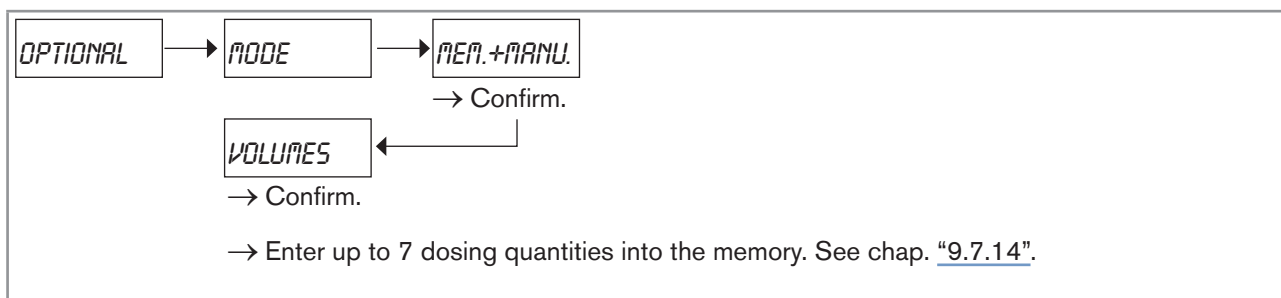 OPTIONAL MODE MEM.+MANU.
→ Confirm.
VOLUMES
→ Confirm.
→ Enter up to 7 dosing quantities into the memory. See chap. “9.7.14”.